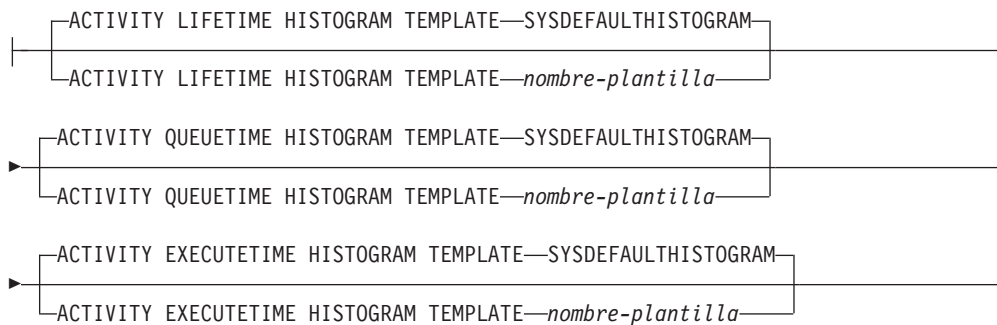 ACTIVITY LIFETIME HISTOGRAM TEMPLATE SYSDEFAULTHISTOGRAM
ACTIVITY LIFETIME HISTOGRAM TEMPLATE nombre-plantilla
ACTIVITY QUEUETIME HISTOGRAM TEMPLATE SYSDEFAULTHISTOGRAM
ACTIVITY QUEUETIME HISTOGRAM TEMPLATE nombre-plantilla
ACTIVITY EXECUTETIME HISTOGRAM TEMPLATE SYSDEFAULTHISTOGRAM
ACTIVITY EXECUTETIME HISTOGRAM TEMPLATE nombre-plantilla